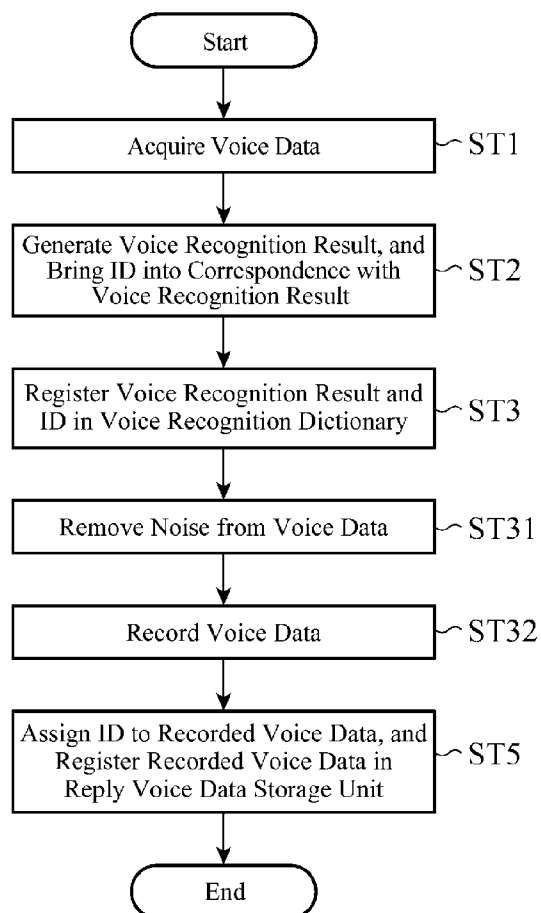 Start
Acquire Voice Data
ST1
Generate Voice Recognition Result, and
Bring ID into Correspondence with
Voice Recognition Result
ST2
Register Voice Recognition Result and
ID in Voice Recognition Dictionary
ST3
Remove Noise from Voice Data
ST31
Record Voice Data
ST32
Assign ID to Recorded Voice Data, and
Register Recorded Voice Data in
Reply Voice Data Storage Unit
ST5
End